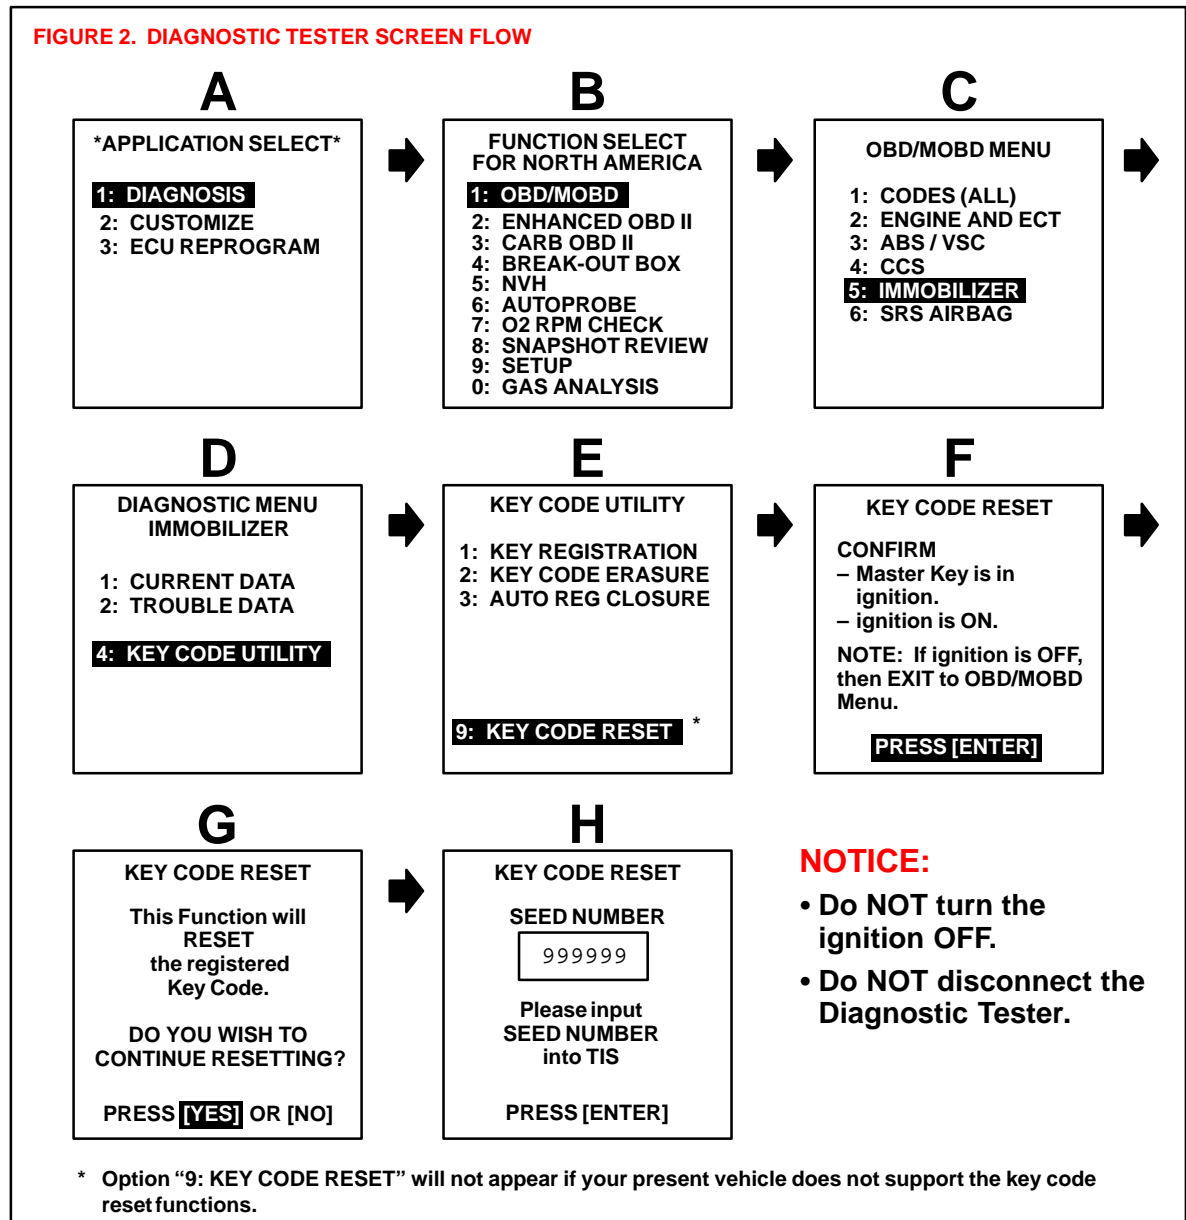 FIGURE 2. DIAGNOSTIC TESTER SCREEN FLOW
A
*APPLICATION SELECT*
1: DIAGNOSIS
2: CUSTOMIZE
3: ECU REPROGRAM
B
FUNCTION SELECT
FOR NORTH AMERICA
1: OBD/MOBD
2: ENHANCED OBD II
3: CARB OBD II
4: BREAK-OUT BOX
5: NVH
6: AUTOPROBE
7: O2 RPM CHECK
8: SNAPSHOT REVIEW
9: SETUP
0: GAS ANALYSIS
C
OBD/MOBD MENU
1: CODES (ALL)
2: ENGINE AND ECT
3: ABS / VSC
4: CCS
5: IMMOBILIZER
6: SRS AIRBAG
D
DIAGNOSTIC MENU
IMMOBILIZER
1: CURRENT DATA
2: TROUBLE DATA
4: KEY CODE UTILITY
E
KEY CODE UTILITY
1: KEY REGISTRATION
2: KEY CODE ERASURE
3: AUTO REG CLOSURE
9: KEY CODE RESET *
F
KEY CODE RESET
CONFIRM
– Master Key is in
ignition.
– ignition is ON.
NOTE: If ignition is OFF,
then EXIT to OBD/MOBD
Menu.
PRESS [ENTER]
G
KEY CODE RESET
This Function will
RESET
the registered
Key Code.
DO YOU WISH TO
CONTINUE RESETTING?
PRESS [YES] OR [NO]
H
KEY CODE RESET
SEED NUMBER
999999
Please input
SEED NUMBER
into TIS
PRESS [ENTER]
NOTICE:
• Do NOT turn the
ignition OFF.
• Do NOT disconnect the
Diagnostic Tester.
* Option “9: KEY CODE RESET” will not appear if your present vehicle does not support the key code
reset functions.